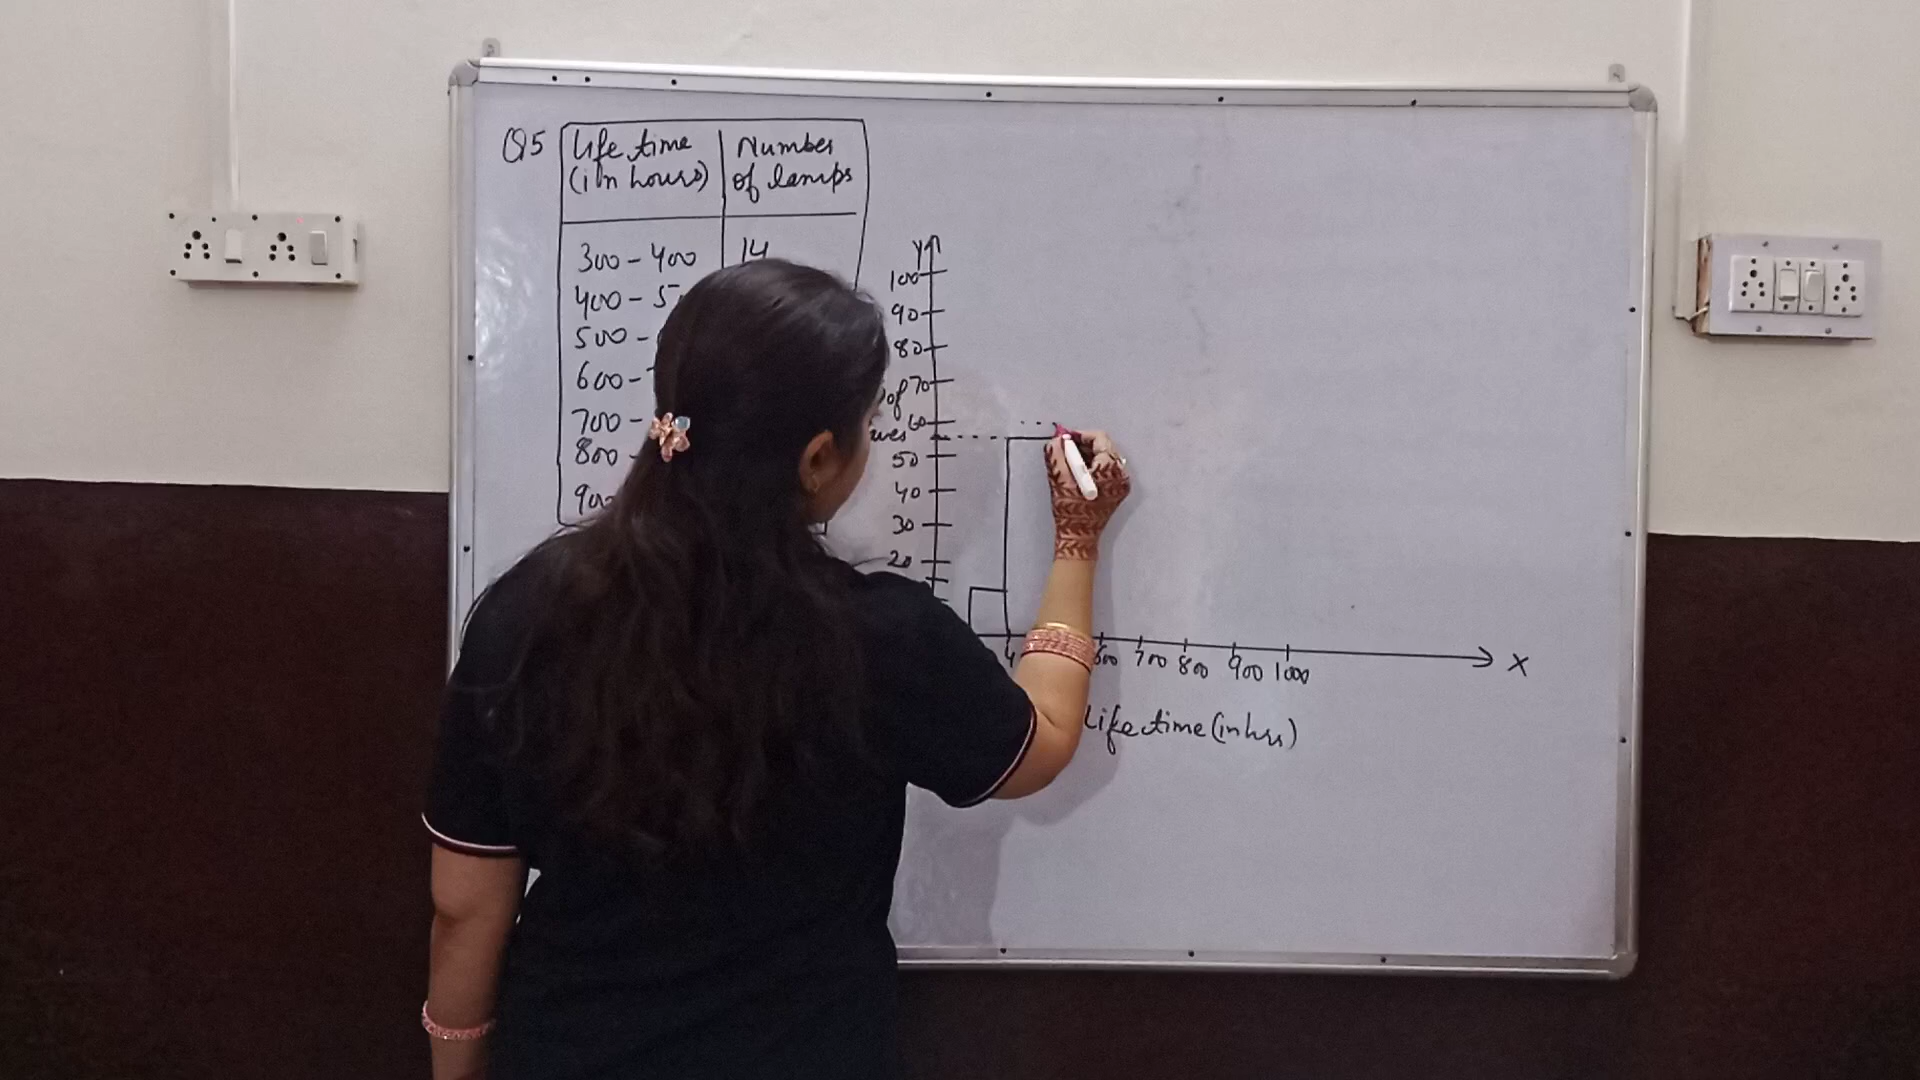 Q5
Life time
(in hours)
Number
of lamps
300 - 400 14
400 - 5
500 -
600 -
700 -
800 -
900
Y
100
90
80
70
of
60
50
40
30
20
600 700 800 900 1000
X
Life time (in hrs)